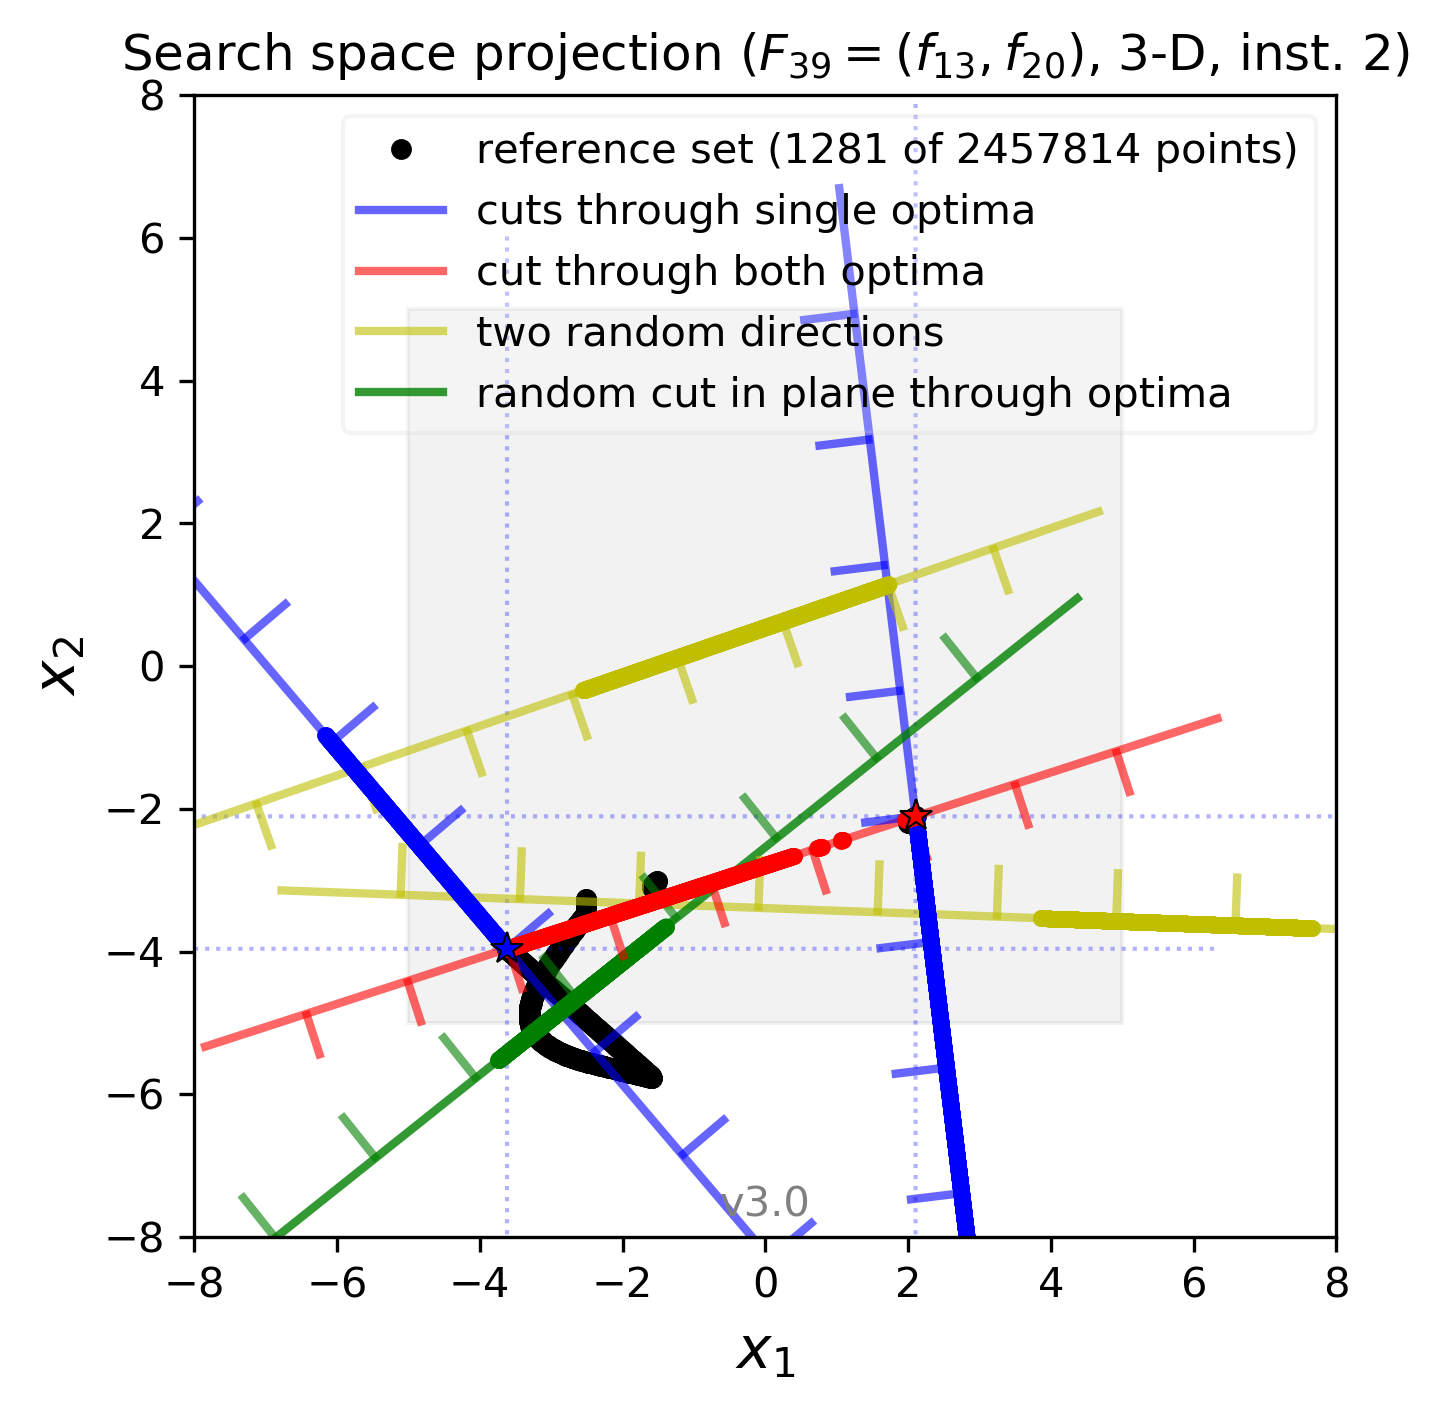 Search space projection (F₃₉ = (f₁₃, f₂₀), 3-D, inst. 2)
reference set (1281 of 2457814 points)
cuts through single optima
cut through both optima
two random directions
random cut in plane through optima
8
6
4
2
0
−2
−4
−6
−8
x₂
v3.0
−8 −6 −4 −2 0 2 4 6 8
x₁